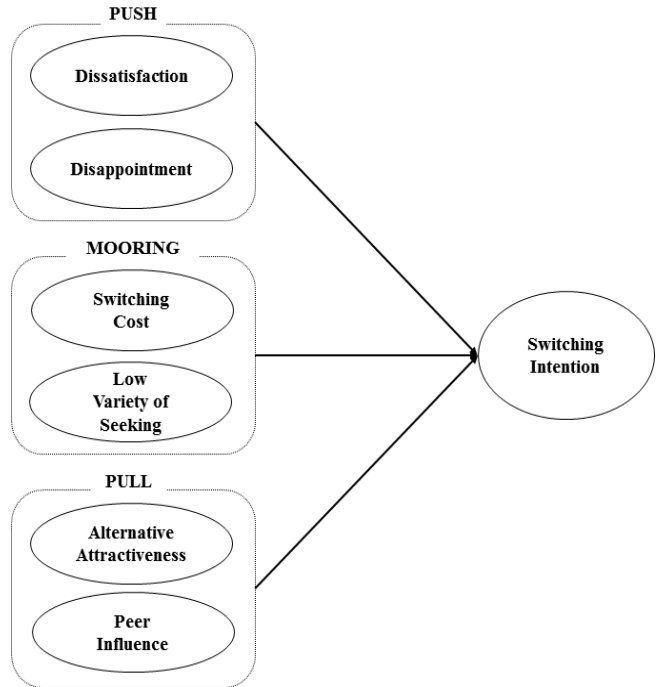 PUSH
Dissatisfaction
Disappointment
MOORING
Switching
Cost
Low
Variety of
Seeking
PULL
Alternative
Attractiveness
Peer
Influence
Switching
Intention